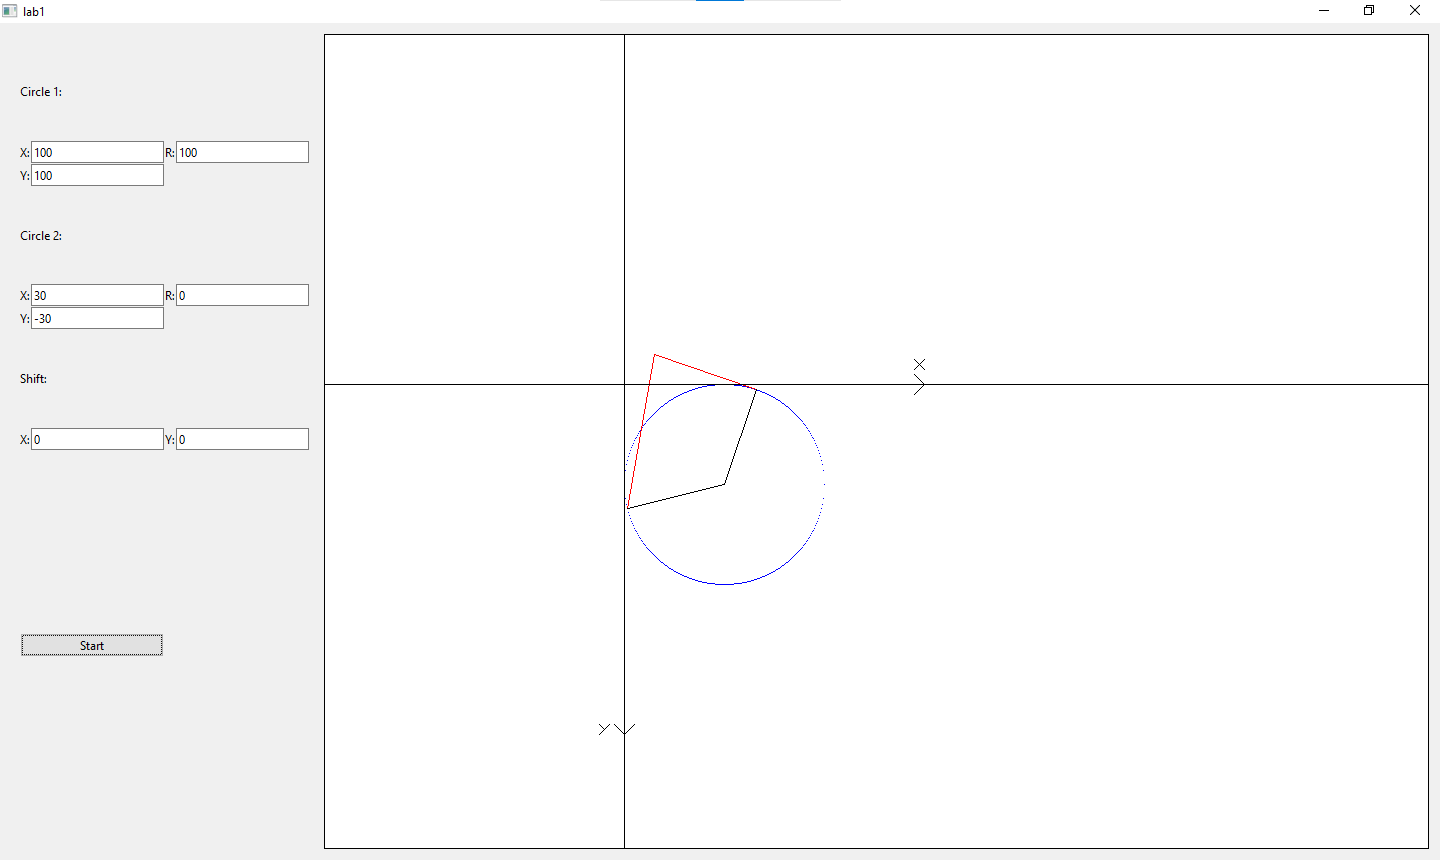 lab1
Circle 1:
X: 100 R: 100
Y: 100
Circle 2:
X: 30 R: 0
Y: -30
Shift:
X: 0 Y: 0
Start
X
Y